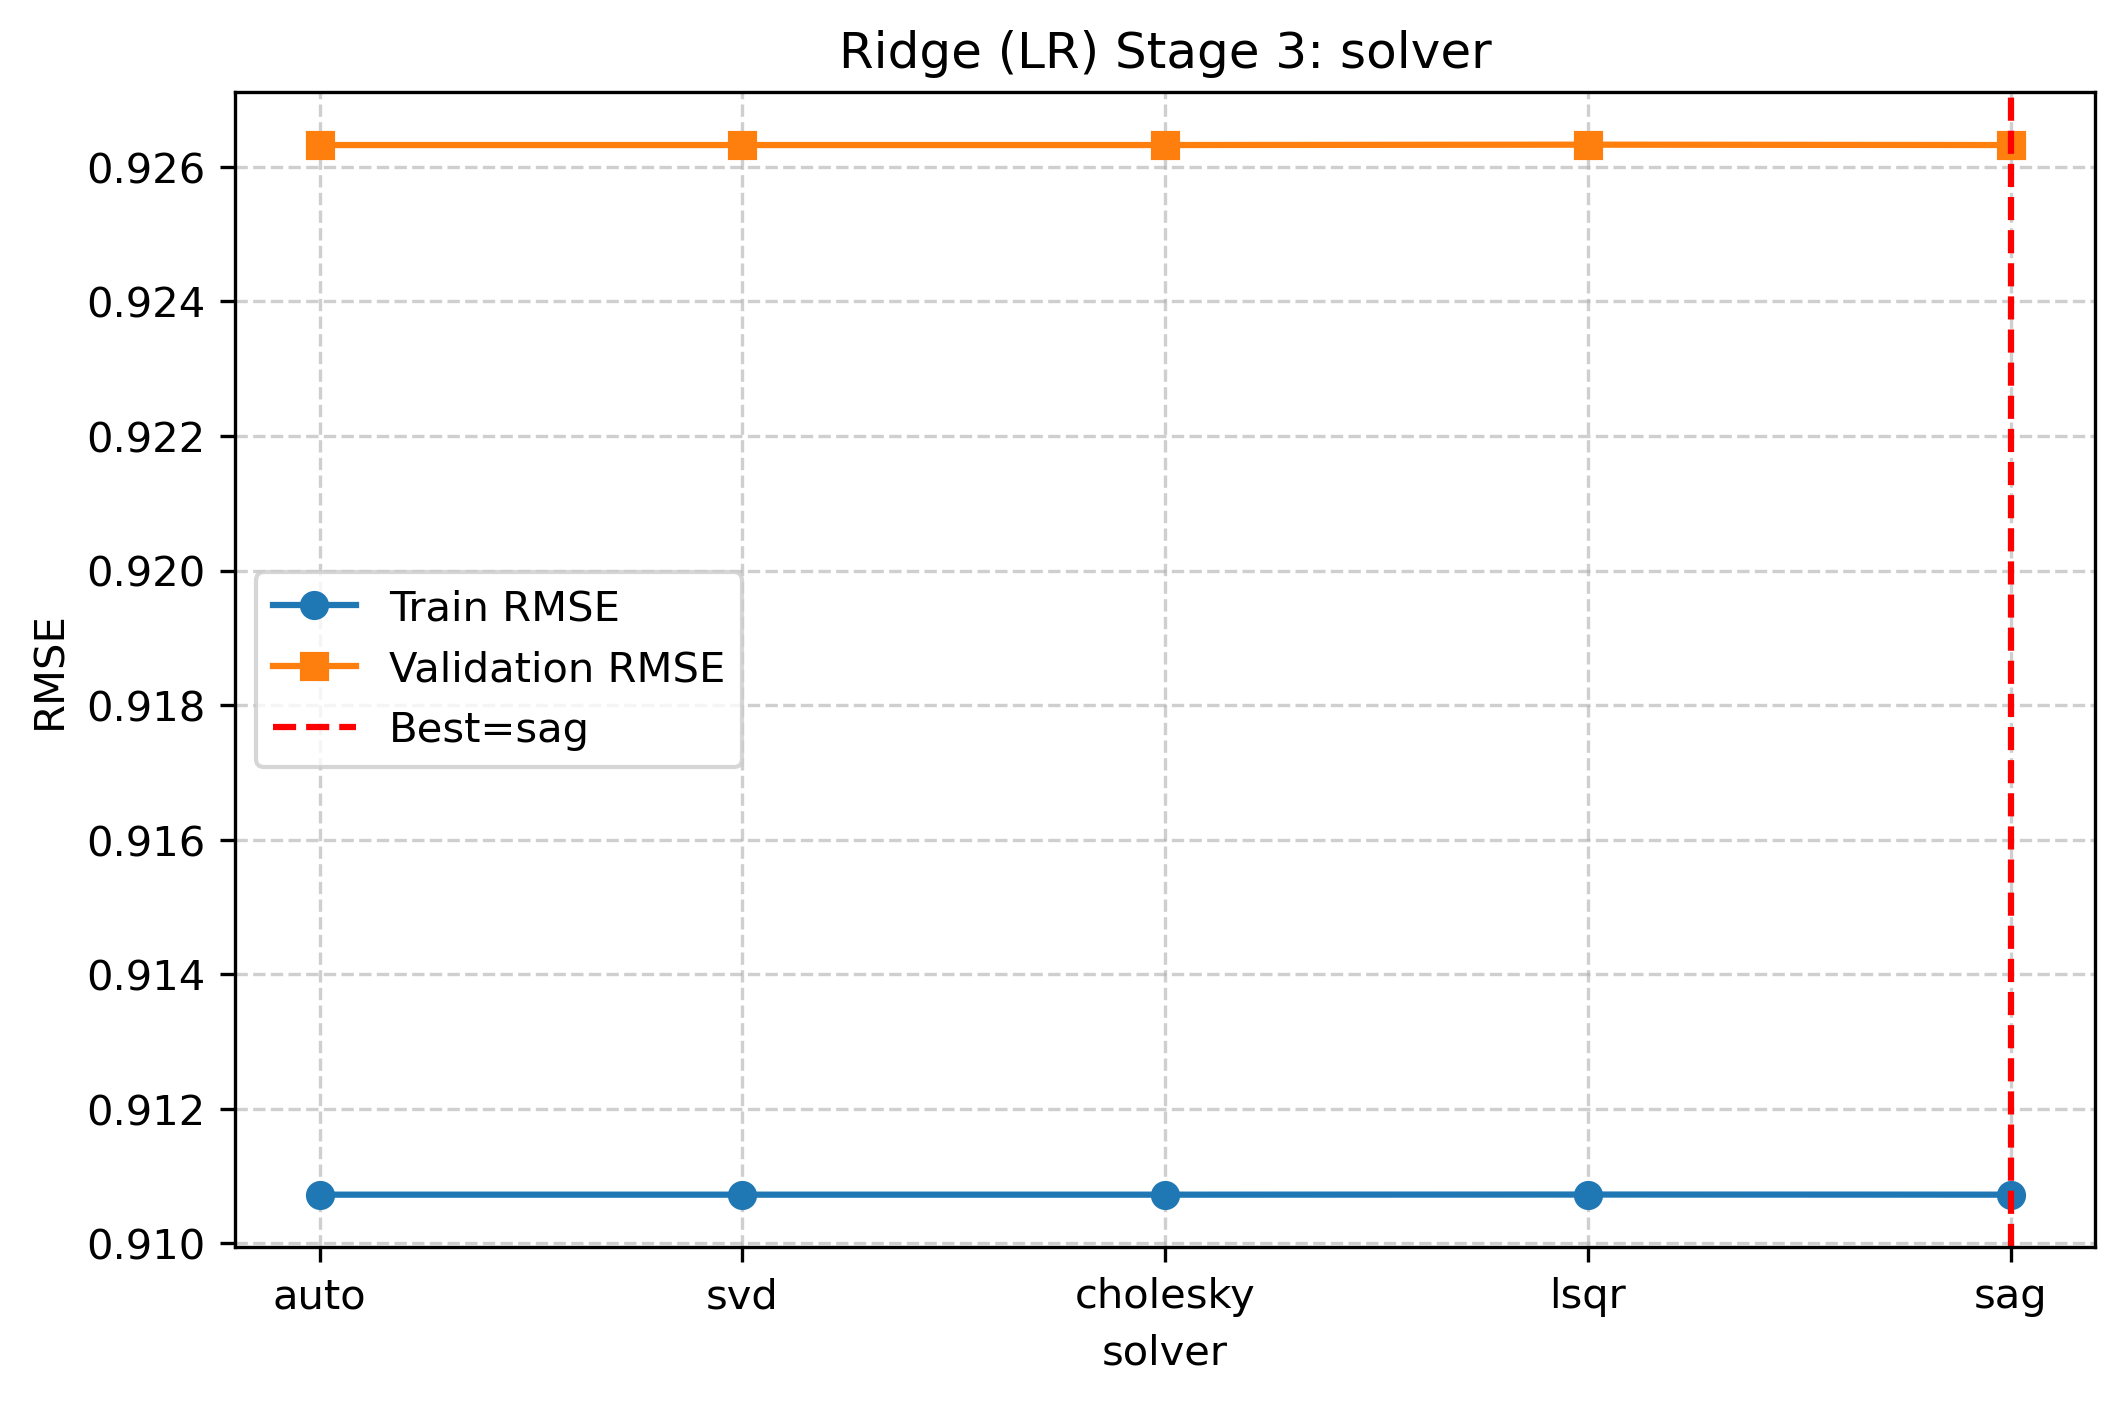 Ridge (LR) Stage 3: solver
0.926
0.924
0.922
0.920
0.918
0.916
0.914
0.912
0.910
RMSE
Train RMSE
Validation RMSE
Best=sag
auto svd cholesky lsqr sag
solver